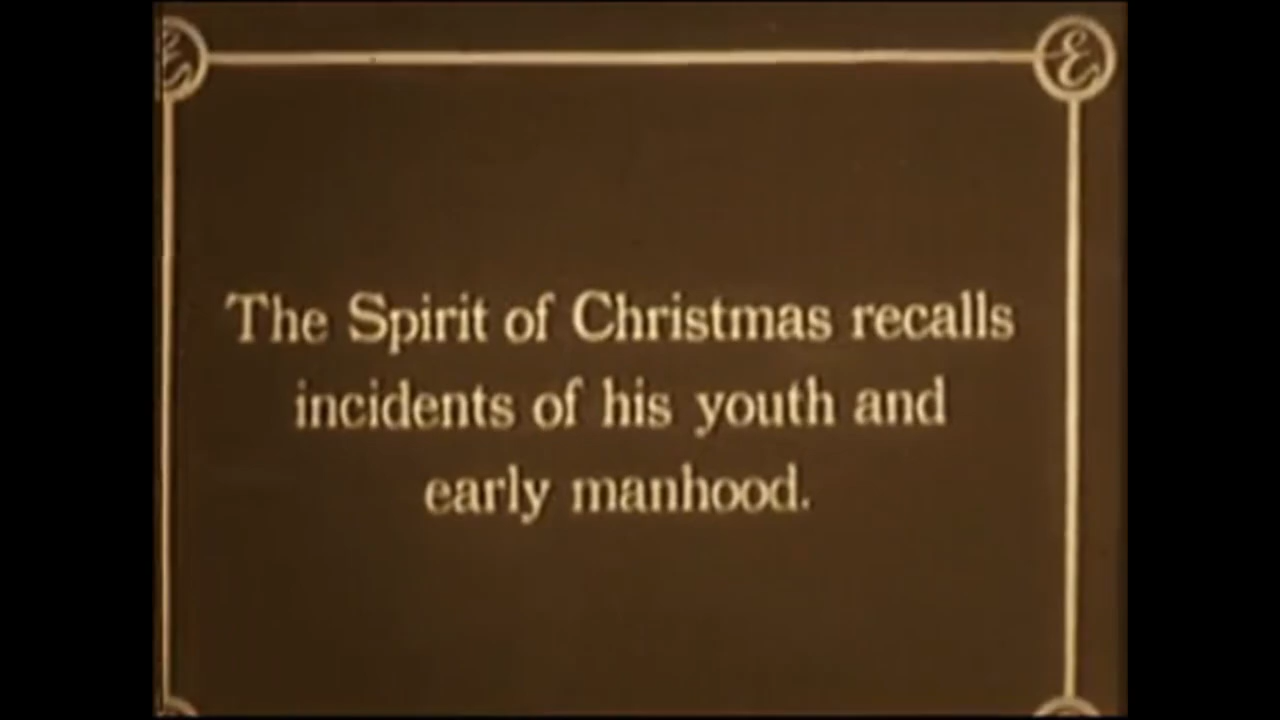 E
E
The Spirit of Christmas recalls
incidents of his youth and
early manhood.